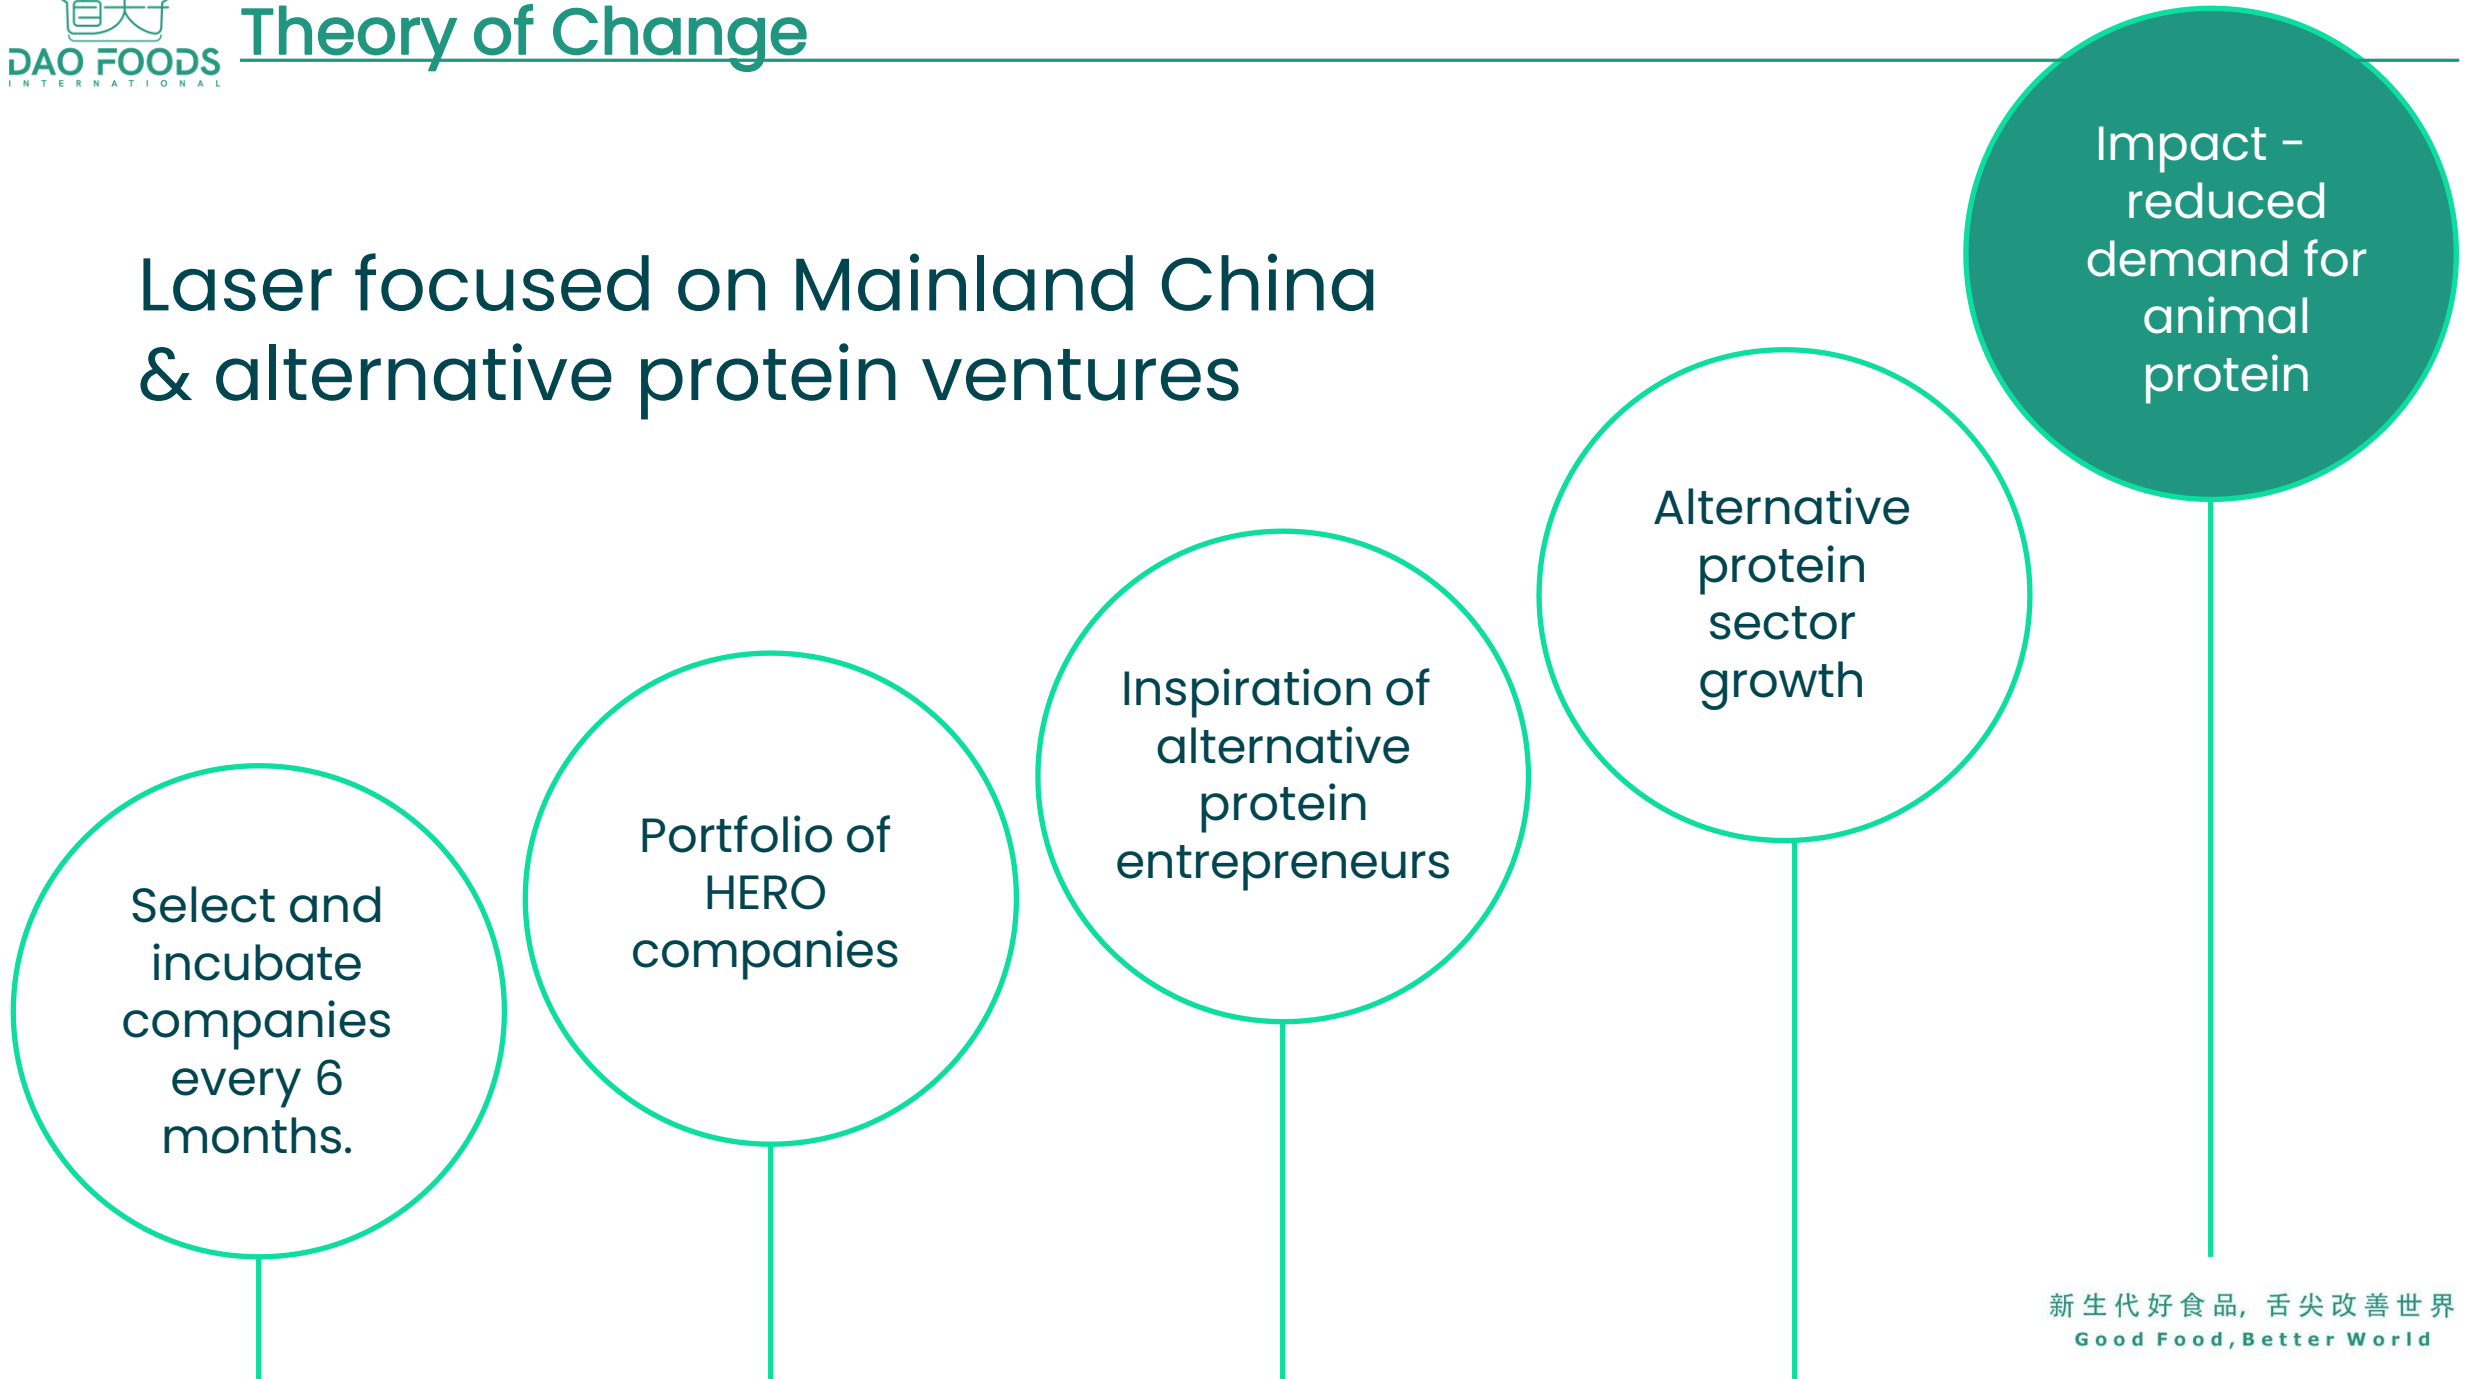 DAO FOODS
INTERNATIONAL
Theory of Change
Laser focused on Mainland China
& alternative protein ventures
Select and
incubate
companies
every 6
months.
Portfolio of
HERO
companies
Inspiration of
alternative
protein
entrepreneurs
Alternative
protein
sector
growth
Impact -
reduced
demand for
animal
protein
新生代好食品, 舌尖改善世界
Good Food, Better World